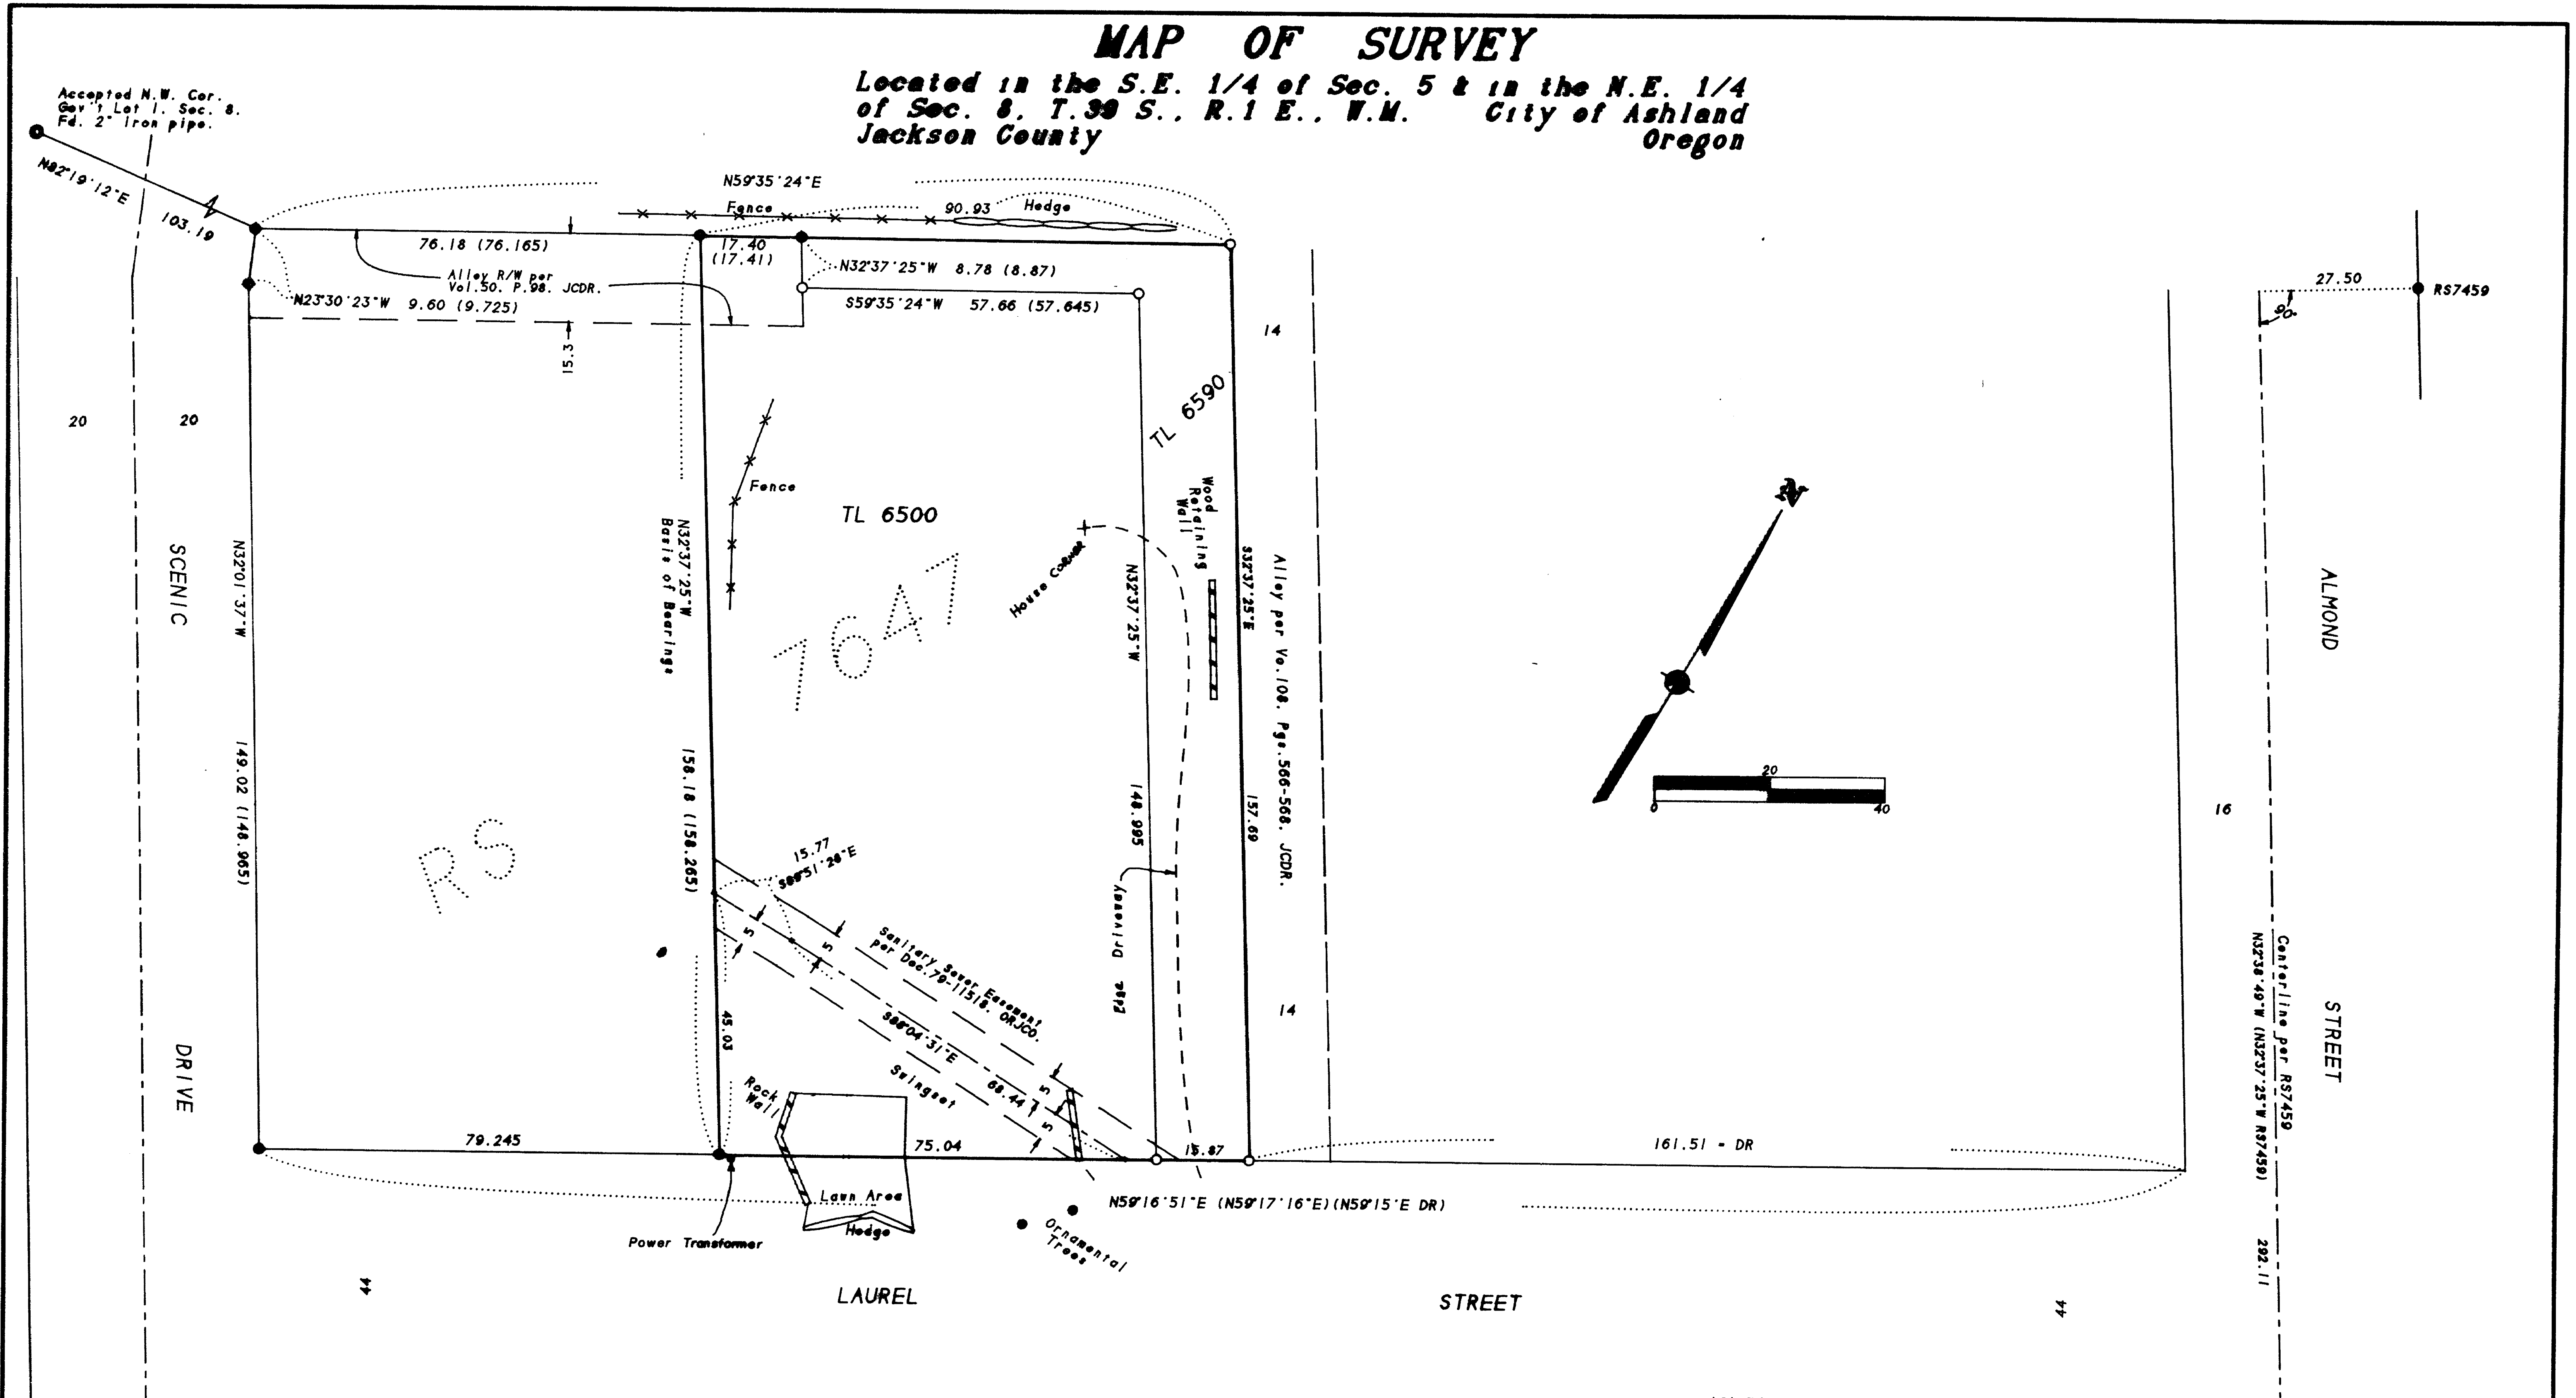 MAP OF SURVEY
Located in the S.E. 1/4 of Sec. 5 & in the N.E. 1/4
of Sec. 8, T.39 S., R.1 E., W.M. City of Ashland
Jackson County Oregon
Accepted N.W. Cor.
Gov't Lot 1, Sec. 8.
Fd. 2" iron pipe.
N82°19'12"E
103.19
N59°35'24"E
Fence
90.93
Hedge
76.18 (76.165)
17.40
(17.41)
Alley R/W per
Vol.50, P.98, JCDR.
N32°37'25"W 8.78 (8.87)
N23°30'23"W 9.60 (9.725)
S59°35'24"W 57.66 (57.645)
15.3
14
27.50
RS7459
90°
20
20
TL 6590
Fence
TL 6500
Wood
Retaining
Wall
House Corner
SCENIC
DRIVE
N32°01'37"W
149.02 (148.965)
N32°37'25"W
Basis of Bearings
158.18 (158.265)
RS
7647
N32°37'25"W
148.995
S32°37'25"E
157.69
Alley per Vo.108, Pgs.566-568, JCDR.
N
20
0
40
16
ALMOND
STREET
Centerline per RS7459
N32°38'49"W (N32°37'25"W RS7459)
292.11
15.77
S89°51'26"E
5
5
Sanitary Sewer Easement
per Doc.79-11518, ORJCO.
S88°04'31"E
68.44
5
5
Swingset
Edge Driveway
45.03
14
Rock
Wall
79.245
75.04
15.87
161.51 - DR
Lawn Area
Hedge
N59°16'51"E (N59°17'16"E)(N59°15'E DR)
Power Transformer
Ornamental
Trees
44
LAUREL
STREET
44